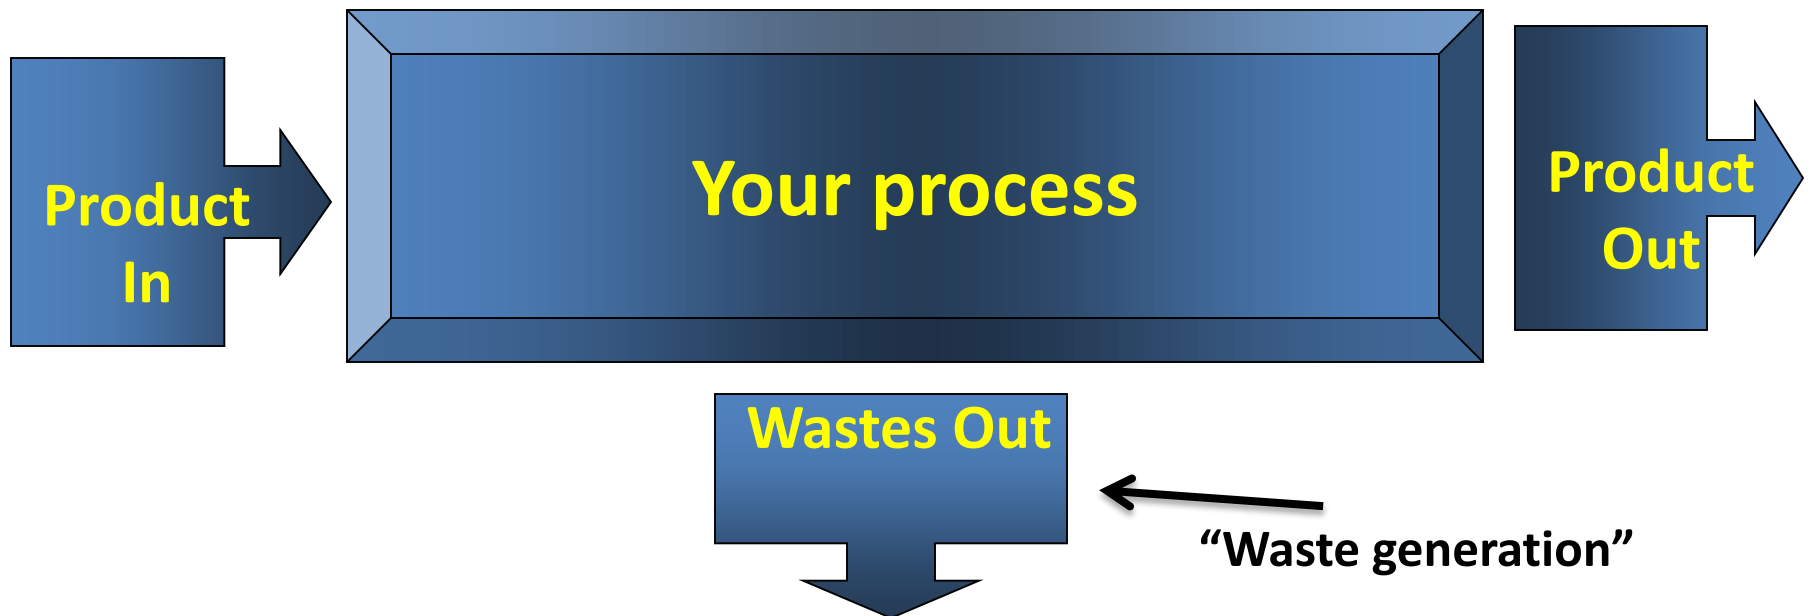 Product
In
Your process
Product
Out
Wastes Out
“Waste generation”